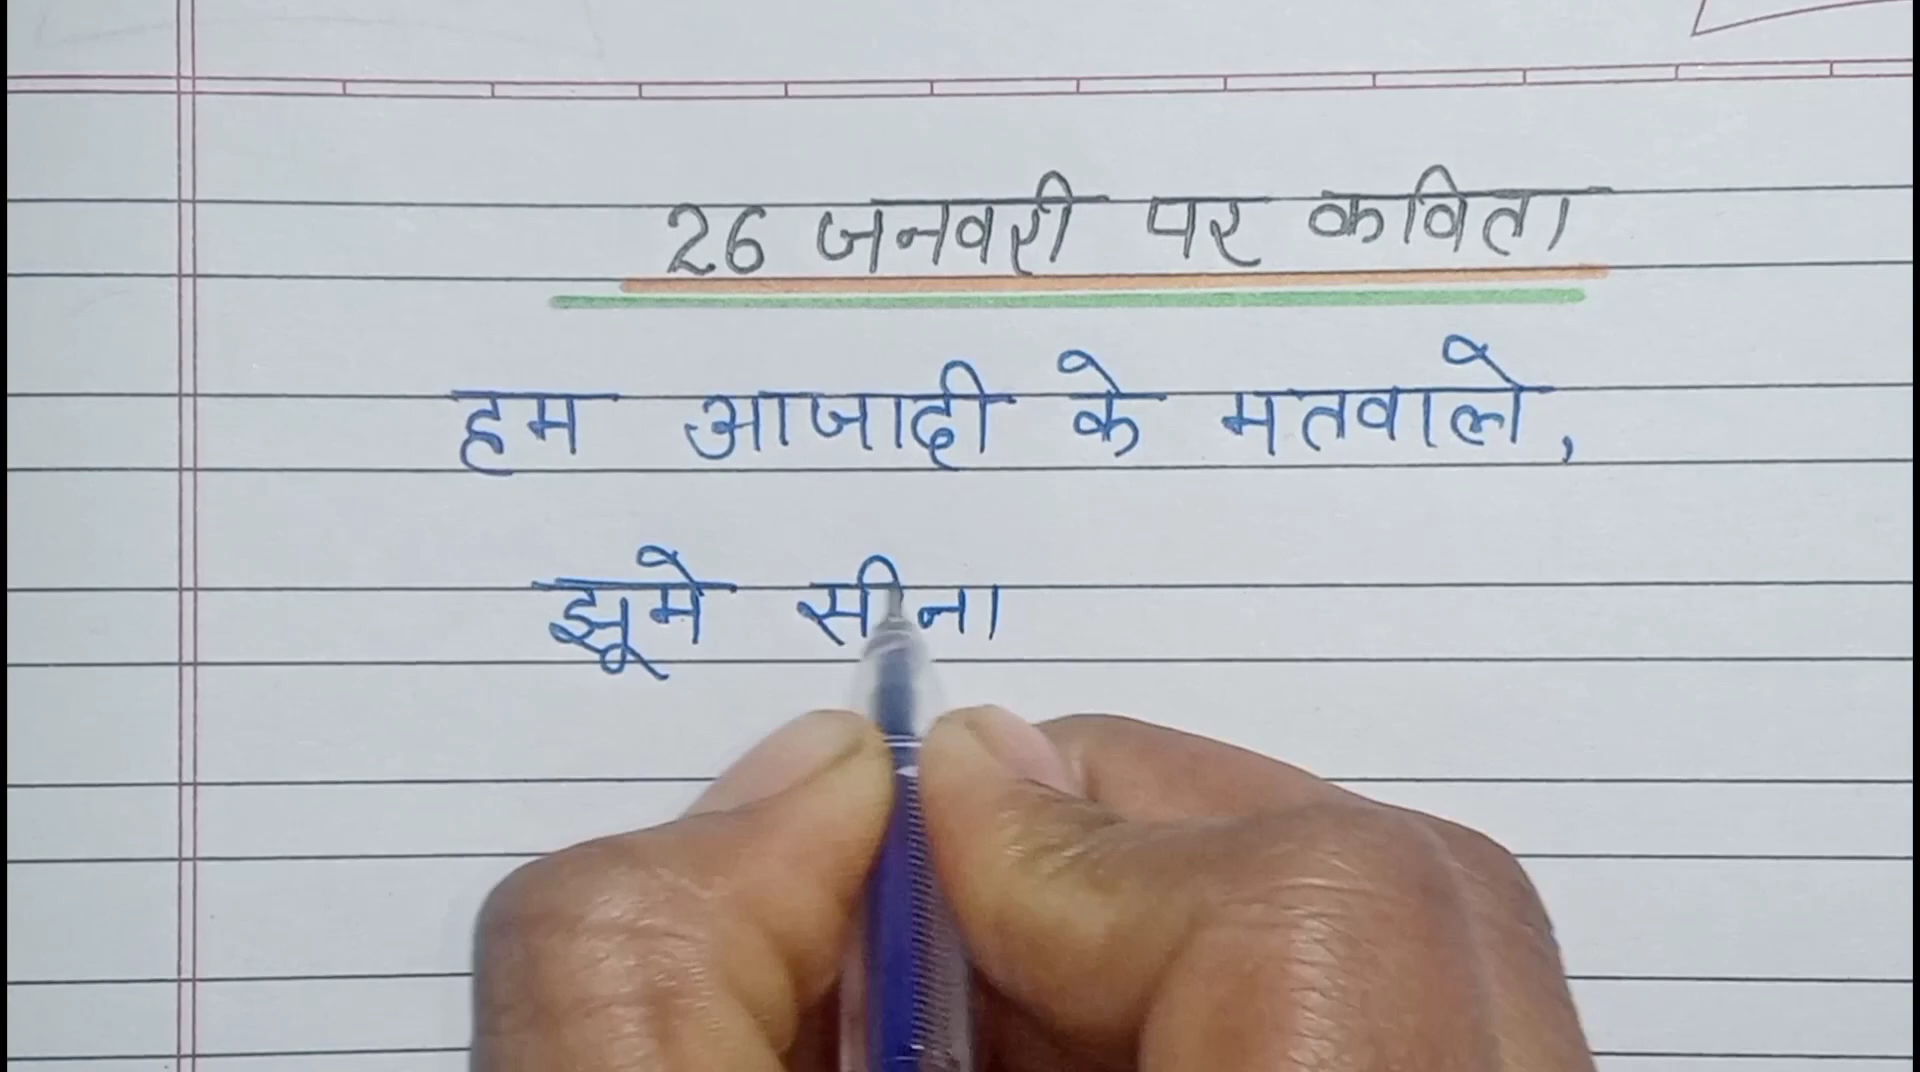 26 जनवरी पर कविता
हम आजादी के मतवाले,
झूमे सीना